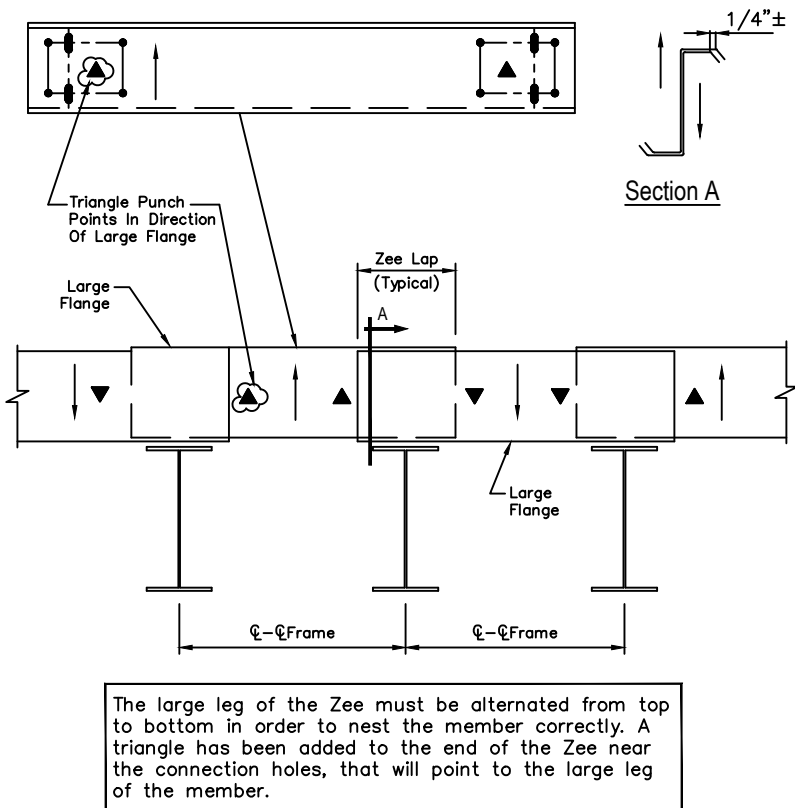 1/4"±
Section A
Triangle Punch
Points In Direction
Of Large Flange
Large
Flange
Zee Lap
(Typical)
A
Large
Flange
℄-℄Frame
℄-℄Frame
The large leg of the Zee must be alternated from top
to bottom in order to nest the member correctly. A
triangle has been added to the end of the Zee near
the connection holes, that will point to the large leg
of the member.